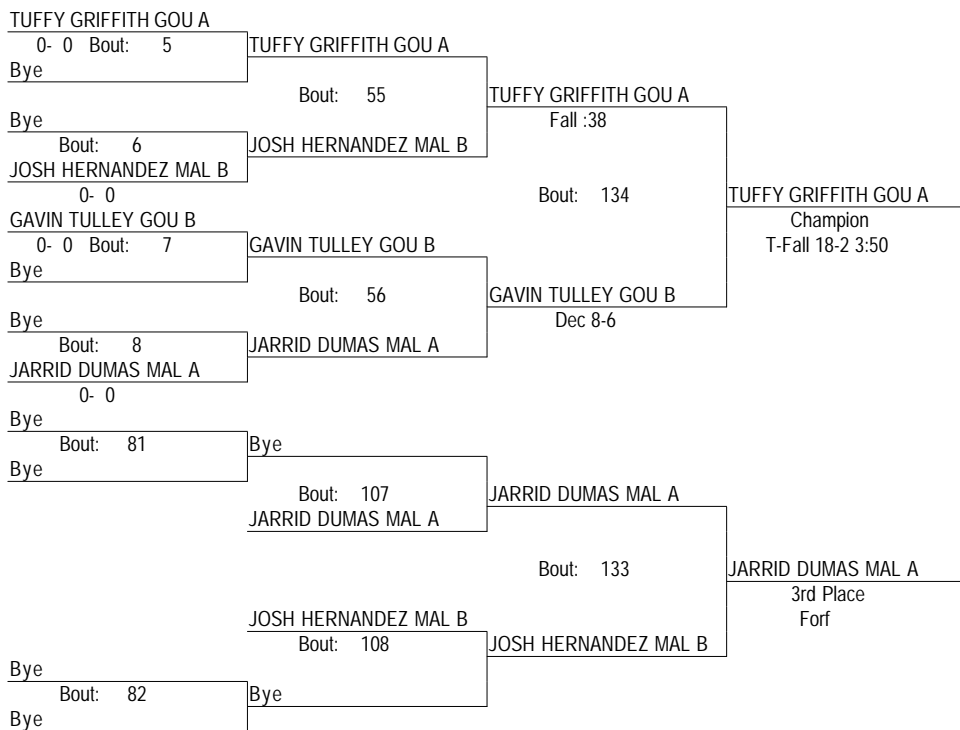 TUFFY GRIFFITH GOU A
0- 0 Bout: 5 TUFFY GRIFFITH GOU A
Bye
Bout: 55 TUFFY GRIFFITH GOU A
Bye Fall :38
Bout: 6 JOSH HERNANDEZ MAL B
JOSH HERNANDEZ MAL B
0- 0 Bout: 134 TUFFY GRIFFITH GOU A
GAVIN TULLEY GOU B Champion
0- 0 Bout: 7 GAVIN TULLEY GOU B T-Fall 18-2 3:50
Bye
Bout: 56 GAVIN TULLEY GOU B
Bye Dec 8-6
Bout: 8 JARRID DUMAS MAL A
JARRID DUMAS MAL A
0- 0
Bye
Bout: 81 Bye
Bye
Bout: 107 JARRID DUMAS MAL A
JARRID DUMAS MAL A
Bout: 133 JARRID DUMAS MAL A
3rd Place
JOSH HERNANDEZ MAL B Forf
Bout: 108 JOSH HERNANDEZ MAL B
Bye
Bout: 82 Bye
Bye